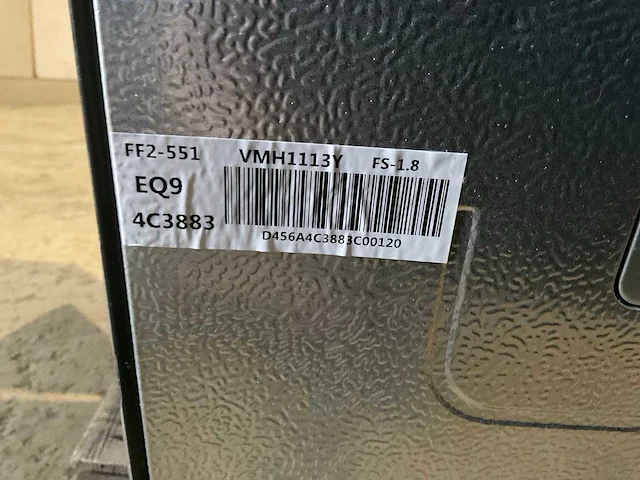 FF2-551 VMH1113Y FS-1.8
EQ9
4C3883
D456A4C3883C00120